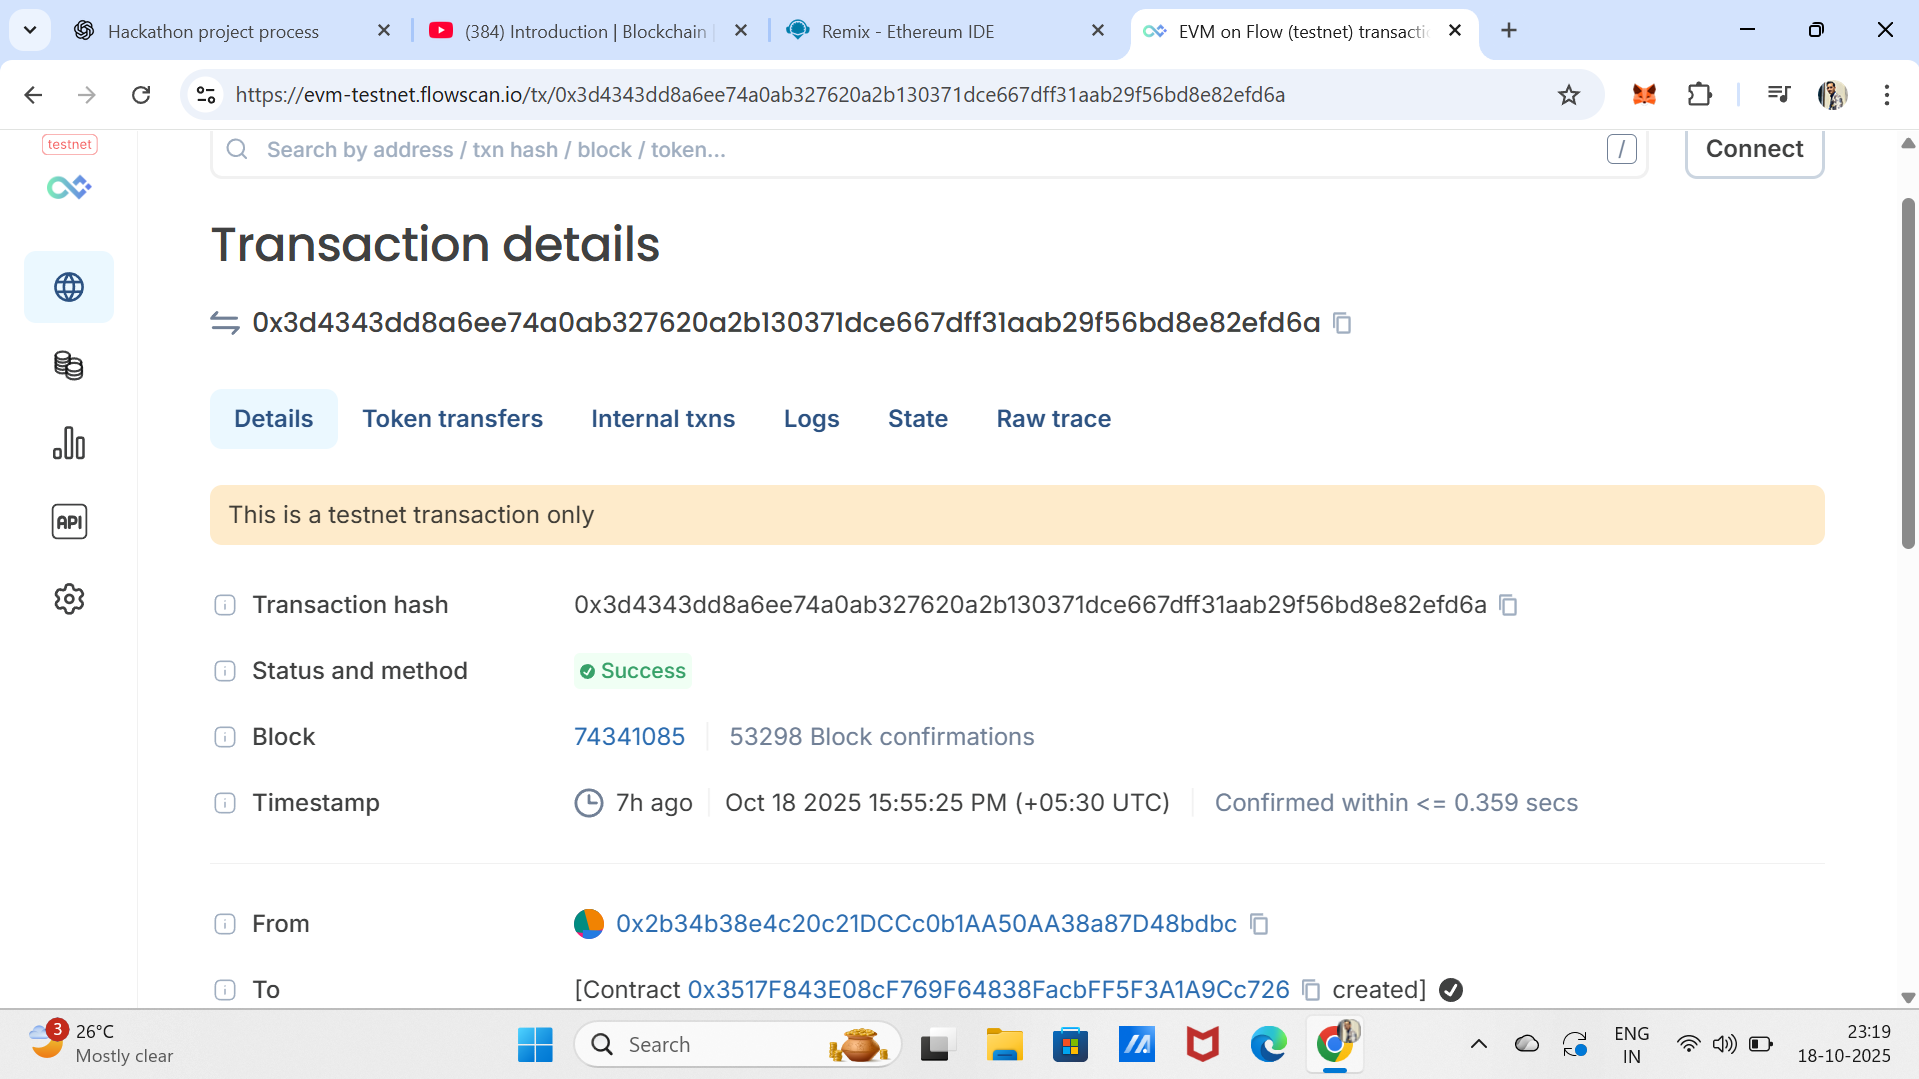 Hackathon project process
(384) Introduction | Blockchain
Remix - Ethereum IDE
EVM on Flow (testnet) transacti
https://evm-testnet.flowscan.io/tx/0x3d4343dd8a6ee74a0ab327620a2b130371dce667dff31aab29f56bd8e82efd6a
testnet
Search by address / txn hash / block / token...
/
Connect
Transaction details
0x3d4343dd8a6ee74a0ab327620a2b130371dce667dff31aab29f56bd8e82efd6a
Details Token transfers Internal txns Logs State Raw trace
API
This is a testnet transaction only
Transaction hash 0x3d4343dd8a6ee74a0ab327620a2b130371dce667dff31aab29f56bd8e82efd6a
Status and method Success
Block 74341085 53298 Block confirmations
Timestamp 7h ago Oct 18 2025 15:55:25 PM (+05:30 UTC) Confirmed within <= 0.359 secs
From 0x2b34b38e4c20c21DCCc0b1AA50AA38a87D48bdbc
To [Contract 0x3517F843E08cF769F64838FacbFF5F3A1A9Cc726 created]
3
26°C
Mostly clear
Search
ENG
IN
23:19
18-10-2025